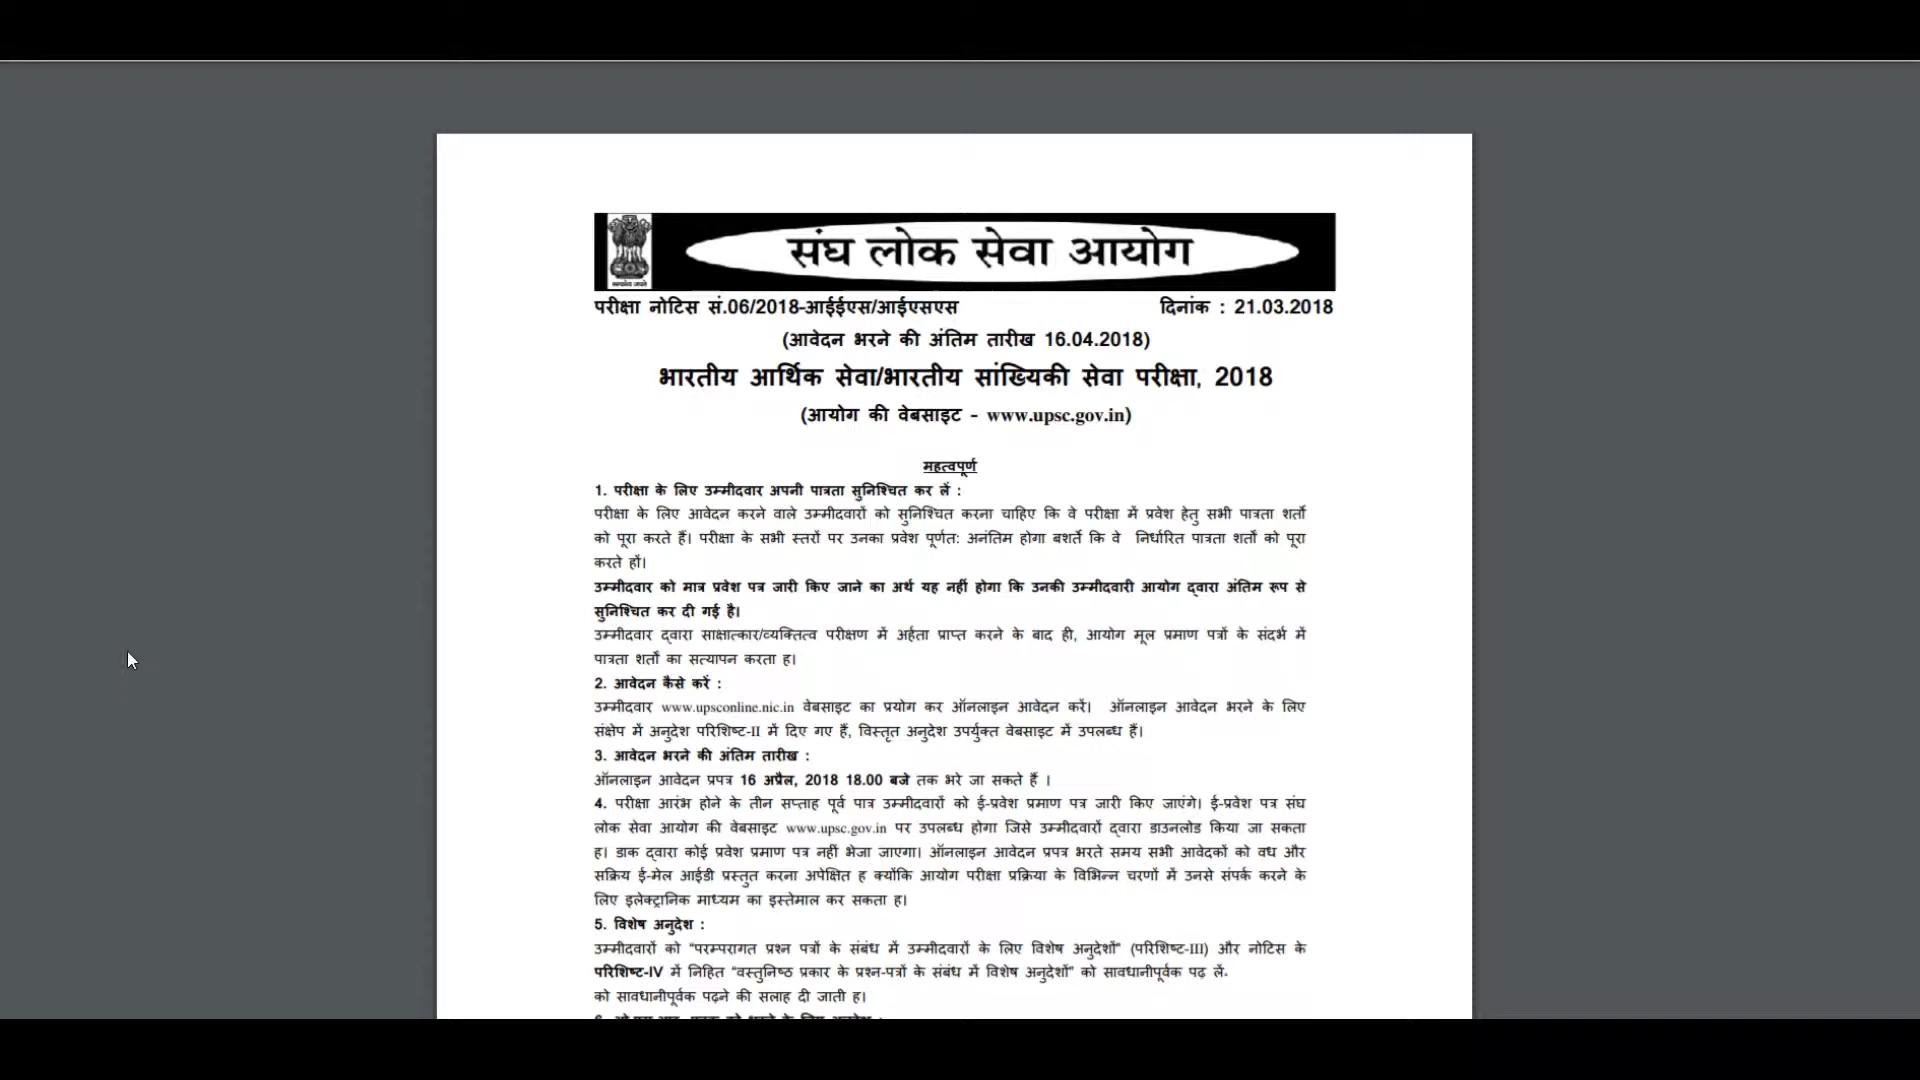 संघ लोक सेवा आयोग
परीक्षा नोटिस सं.06/2018-आईईएस/आईएसएस दिनांक : 21.03.2018
(आवेदन भरने की अंतिम तारीख 16.04.2018)
भारतीय आर्थिक सेवा/भारतीय सांख्यिकी सेवा परीक्षा, 2018
(आयोग की वेबसाइट - www.upsc.gov.in)
महत्वपूर्ण
1. परीक्षा के लिए उम्मीदवार अपनी पात्रता सुनिश्चित कर लें :
परीक्षा के लिए आवेदन करने वाले उम्मीदवारों को सुनिश्चित करना चाहिए कि वे परीक्षा में प्रवेश हेतु सभी पात्रता शर्तों
को पूरा करते हैं। परीक्षा के सभी स्तरों पर उनका प्रवेश पूर्णत: अनंतिम होगा बशर्ते कि वे निर्धारित पात्रता शर्तों को पूरा
करते हों।
उम्मीदवार को मात्र प्रवेश पत्र जारी किए जाने का अर्थ यह नहीं होगा कि उनकी उम्मीदवारी आयोग द्वारा अंतिम रूप से
सुनिश्चित कर दी गई है।
उम्मीदवार द्वारा साक्षात्कार/व्यक्तित्व परीक्षण में अर्हता प्राप्त करने के बाद ही, आयोग मूल प्रमाण पत्रों के संदर्भ में
पात्रता शर्तों का सत्यापन करता ह।
2. आवेदन कैसे करें :
उम्मीदवार www.upsconline.nic.in वेबसाइट का प्रयोग कर ऑनलाइन आवेदन करें। ऑनलाइन आवेदन भरने के लिए
संक्षेप में अनुदेश परिशिष्ट-II में दिए गए हैं, विस्तृत अनुदेश उपर्युक्त वेबसाइट में उपलब्ध हैं।
3. आवेदन भरने की अंतिम तारीख :
ऑनलाइन आवेदन प्रपत्र 16 अप्रैल, 2018 18.00 बजे तक भरे जा सकते हैं ।
4. परीक्षा आरंभ होने के तीन सप्ताह पूर्व पात्र उम्मीदवारों को ई-प्रवेश प्रमाण पत्र जारी किए जाएंगे। ई-प्रवेश पत्र संघ
लोक सेवा आयोग की वेबसाइट www.upsc.gov.in पर उपलब्ध होगा जिसे उम्मीदवारों द्वारा डाउनलोड किया जा सकता
ह। डाक द्वारा कोई प्रवेश प्रमाण पत्र नहीं भेजा जाएगा। ऑनलाइन आवेदन प्रपत्र भरते समय सभी आवेदकों को वध और
सक्रिय ई-मेल आईडी प्रस्तुत करना अपेक्षित ह क्योंकि आयोग परीक्षा प्रक्रिया के विभिन्न चरणों में उनसे संपर्क करने के
लिए इलेक्ट्रानिक माध्यम का इस्तेमाल कर सकता ह।
5. विशेष अनुदेश :
उम्मीदवारों को “परम्परागत प्रश्न पत्रों के संबंध में उम्मीदवारों के लिए विशेष अनुदेशों” (परिशिष्ट-III) और नोटिस के
परिशिष्ट-IV में निहित “वस्तुनिष्ठ प्रकार के प्रश्न-पत्रों के संबंध में विशेष अनुदेशों” को सावधानीपूर्वक पढ़ लें.
को सावधानीपूर्वक पढ़ने की सलाह दी जाती ह।